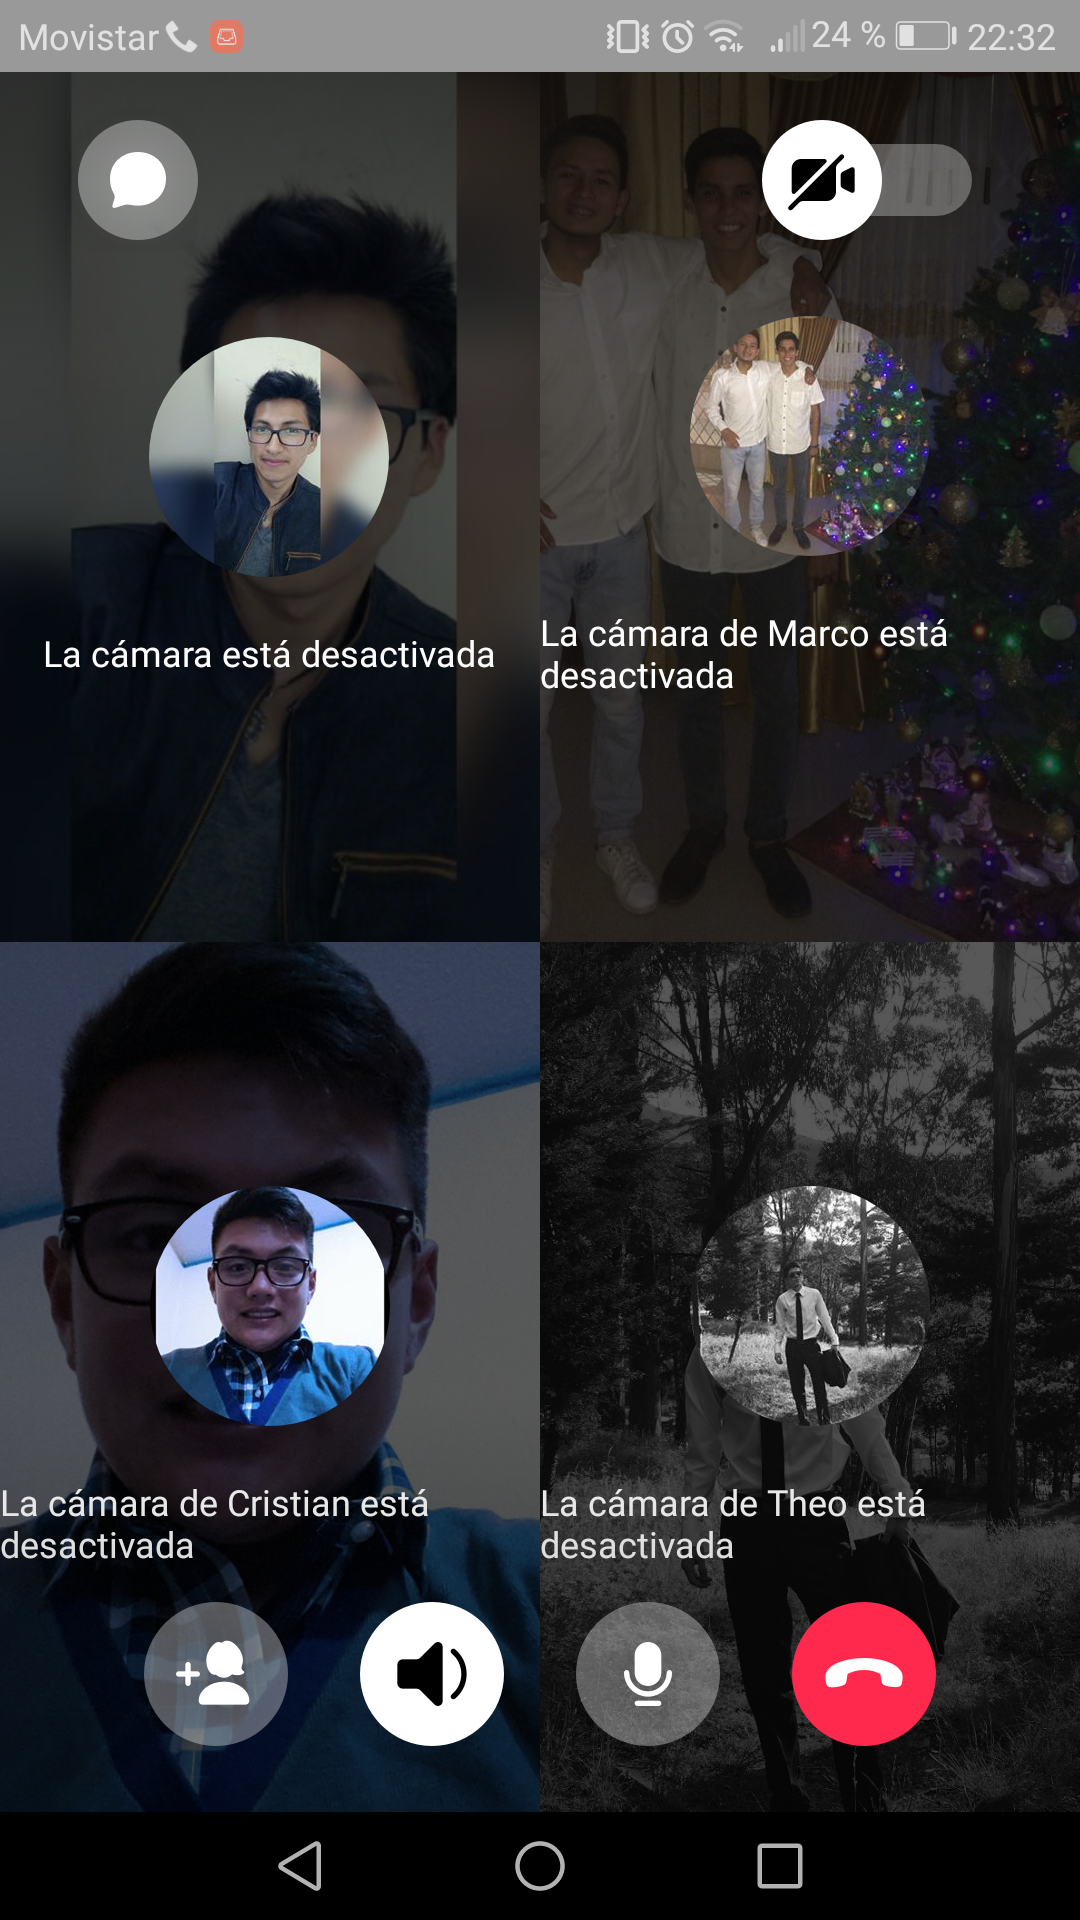 Movistar 24 % 22:32
La cámara está desactivada
La cámara de Marco está
desactivada
La cámara de Cristian está
desactivada
La cámara de Theo está
desactivada